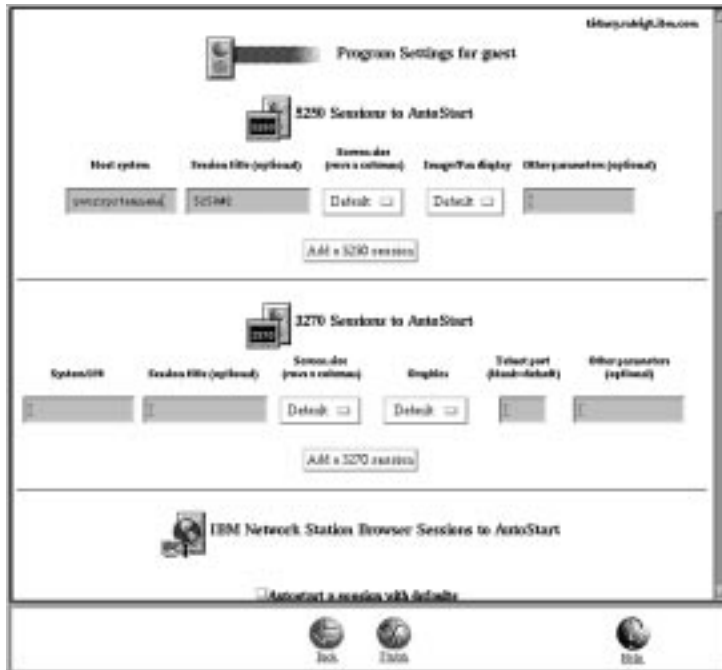 Program Settings for guest
5250 Sessions to AutoStart
Host system
Session title (optional)
Screen size
(rows x columns)
Image/Fax display
Other parameters (optional)
5250#2
Default
Default
Add a 5250 session
3270 Sessions to AutoStart
System/
Session title (optional)
Screen size
(rows x columns)
Graphics
Telnet port
(blank=default)
Other parameters
(optional)
Default
Default
Add a 3270 session
IBM Network Station Browser Sessions to AutoStart
Autostart a session with defaults
Back
Finish
Help